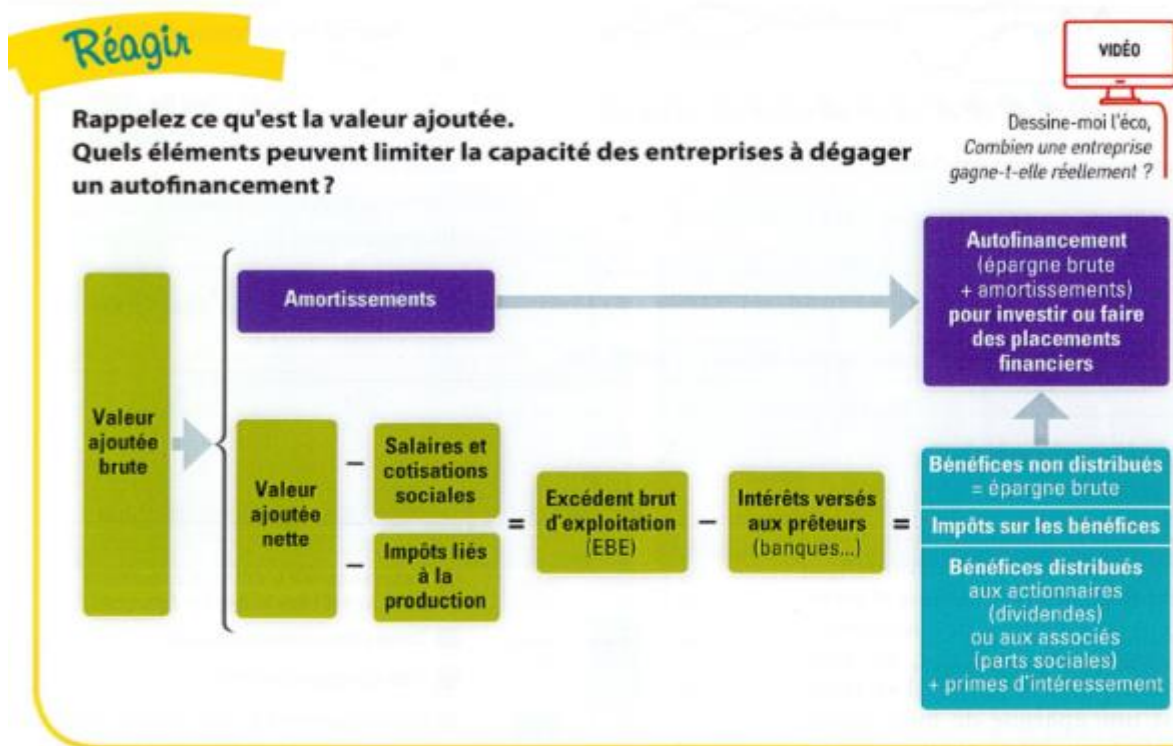 Réagir
VIDÉO
Rappelez ce qu'est la valeur ajoutée.
Quels éléments peuvent limiter la capacité des entreprises à dégager
un autofinancement ?
Dessine-moi l'éco,
Combien une entreprise
gagne-t-elle réellement ?
Valeur
ajoutée
brute
Amortissements
Autofinancement
(épargne brute
+ amortissements)
pour investir ou faire
des placements
financiers
Valeur
ajoutée
nette
–
Salaires et
cotisations
sociales
–
Impôts liés
à la
production
=
Excédent brut
d'exploitation
(EBE)
–
Intérêts versés
aux prêteurs
(banques...)
=
Bénéfices non distribués
= épargne brute
Impôts sur les bénéfices
Bénéfices distribués
aux actionnaires
(dividendes)
ou aux associés
(parts sociales)
+ primes d'intéressement